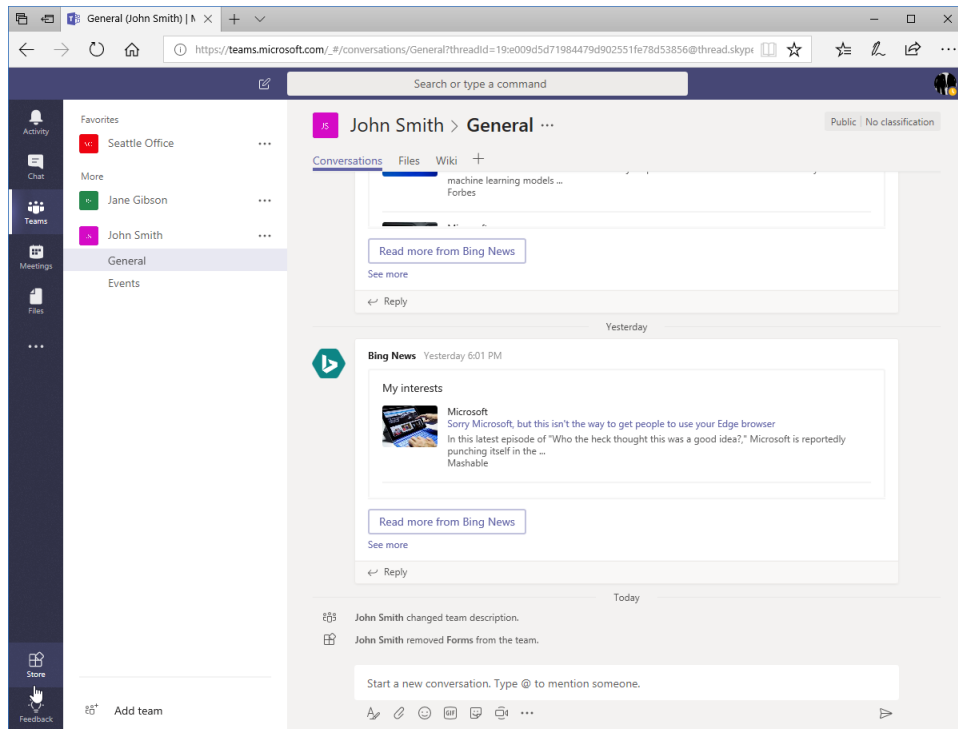 General (John Smith) | M
https://teams.microsoft.com/_#/conversations/General?threadId=19:e009d5d71984479d902551fe78d53856@thread.skype
Search or type a command
Activity
Chat
Teams
Meetings
Files
Store
Feedback
Favorites
Seattle Office
More
Jane Gibson
JS
John Smith
General
Events
Add team
JS
John Smith > General
Public | No classification
Conversations Files Wiki
machine learning models ...
Forbes
Read more from Bing News
See more
Reply
Yesterday
Bing News Yesterday 6:01 PM
My interests
Microsoft
Sorry Microsoft, but this isn't the way to get people to use your Edge browser
In this latest episode of "Who the heck thought this was a good idea?," Microsoft is reportedly
punching itself in the ...
Mashable
Read more from Bing News
See more
Reply
Today
John Smith changed team description.
John Smith removed Forms from the team.
Start a new conversation. Type @ to mention someone.
GIF